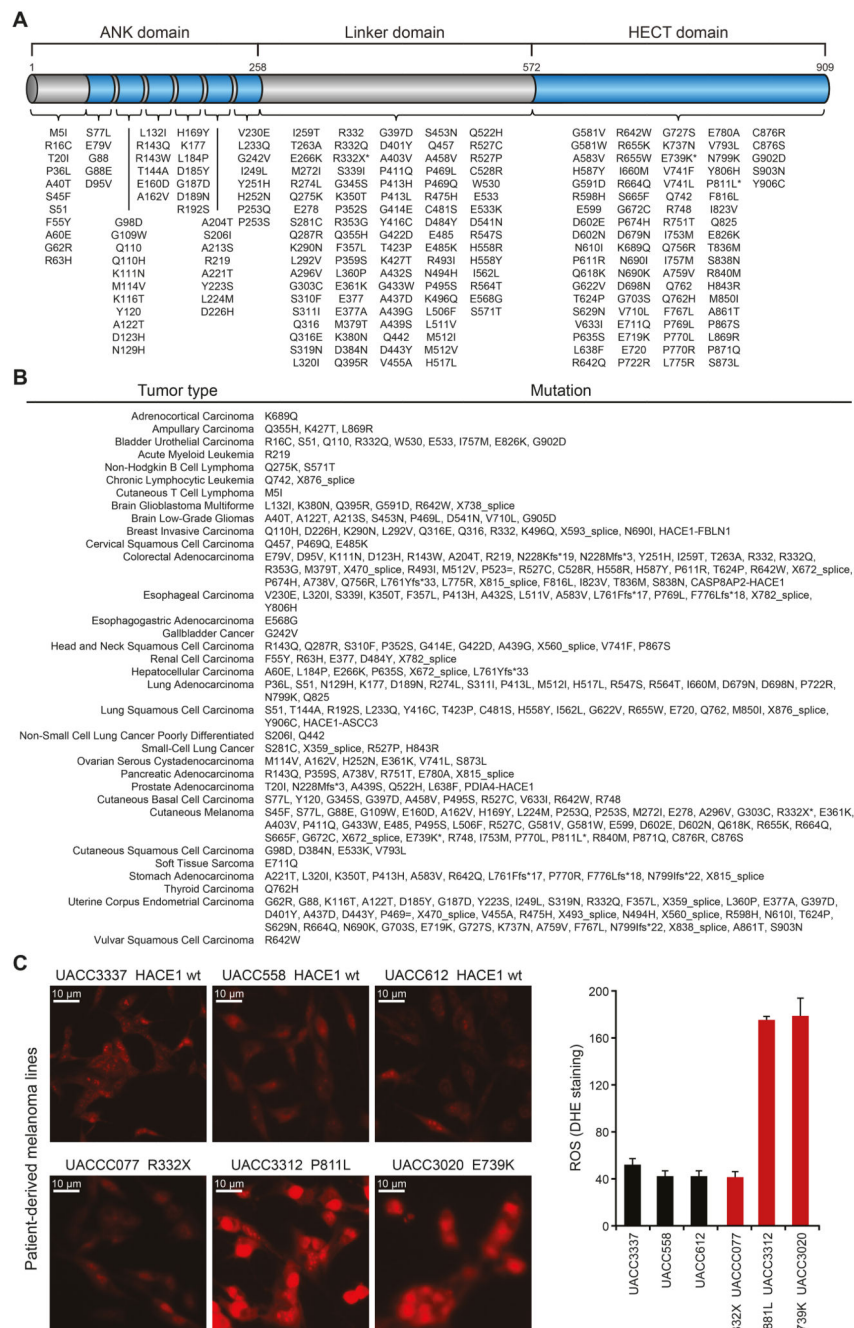 A
ANK domain
Linker domain
HECT domain
1
258
572
909
M5I
R16C
T20I
P36L
A40T
S45F
S51
F55Y
A60E
G62R
R63H
S77L
E79V
G88
G88E
D95V
G98D
G109W
Q110
Q110H
K111N
M114V
K116T
Y120
A122T
D123H
N129H
L132I
R143Q
R143W
T144A
E160D
A162V
H169Y
K177
L184P
D185Y
G187D
D189N
R192S
A204T
S206I
A213S
R219
A221T
Y223S
L224M
D226H
V230E
L233Q
G242V
I249L
Y251H
H252N
P253Q
P253S
I259T
T263A
E266K
M272I
R274L
Q275K
E278
S281C
Q287R
K290N
L292V
A296V
G303C
S310F
S311I
Q316
Q316E
S319N
L320I
R332
R332Q
R332X*
S339I
G345S
K350T
P352S
R353G
Q355H
F357L
P359S
L360P
E361K
E377
E377A
M379T
K380N
D384N
Q395R
G397D
D401Y
A403V
P411Q
P413H
P413L
G414E
Y416C
G422D
T423P
K427T
A432S
G433W
A437D
A439G
A439S
Q442
D443Y
V455A
S453N
Q457
A458V
P469L
P469Q
R475H
C481S
D484Y
E485
E485K
R493I
N494H
P495S
K496Q
L506F
L511V
M512I
M512V
H517L
Q522H
R527C
R527P
C528R
W530
E533
E533K
D541N
R547S
H558R
H558Y
I562L
R564T
E568G
S571T
G581V
G581W
A583V
H587Y
G591D
R598H
E599
D602E
D602N
N610I
P611R
Q618K
G622V
T624P
S629N
V633I
P635S
L638F
R642Q
R642W
R655K
R655W
I660M
R664Q
S665F
G672C
P674H
D679N
K689Q
N690I
N690K
D698N
G703S
V710L
E711Q
E719K
E720
P722R
G727S
K737N
E739K*
V741F
V741L
Q742
R748
R751T
I753M
Q756R
I757M
A759V
Q762
Q762H
F767L
P769L
P770L
P770R
L775R
E780A
V793L
N799K
Y806H
P811L*
F816L
I823V
Q825
E826K
T836M
S838N
R840M
H843R
M850I
A861T
P867S
L869R
P871Q
S873L
C876R
C876S
G902D
S903N
Y906C
B
Tumor type Mutation
Adrenocortical Carcinoma K689Q
Ampullary Carcinoma Q355H, K427T, L869R
Bladder Urothelial Carcinoma R16C, S51, Q110, R332Q, W530, E533, I757M, E826K, G902D
Acute Myeloid Leukemia R219
Non-Hodgkin B Cell Lymphoma Q275K, S571T
Chronic Lymphocytic Leukemia Q742, X876_splice
Cutaneous T Cell Lymphoma M5I
Brain Glioblastoma Multiforme L132I, K380N, Q395R, G591D, R642W, X738_splice
Brain Low-Grade Gliomas A40T, A122T, A213S, S453N, P469L, D541N, V710L, G905D
Breast Invasive Carcinoma Q110H, D226H, K290N, L292V, Q316E, Q316, R332, K496Q, X593_splice, N690I, HACE1-FBLN1
Cervical Squamous Cell Carcinoma Q457, P469Q, E485K
Colorectal Adenocarcinoma E79V, D95V, K111N, D123H, R143W, A204T, R219, N228Kfs*19, N228Mfs*3, Y251H, I259T, T263A, R332, R332Q,
R353G, M379T, X470_splice, R493I, M512V, P523=, R527C, C528R, H558R, H587Y, P611R, T624P, R642W, X672_splice,
P674H, A738V, Q756R, L761Yfs*33, L775R, X815_splice, F816L, I823V, T836M, S838N, CASP8AP2-HACE1
Esophageal Carcinoma V230E, L320I, S339I, K350T, F357L, P413H, A432S, L511V, A583V, L761Ffs*17, P769L, F776Lfs*18, X782_splice,
Y806H
Esophagogastric Adenocarcinoma E568G
Gallbladder Cancer G242V
Head and Neck Squamous Cell Carcinoma R143Q, Q287R, S310F, P352S, G414E, G422D, A439G, X560_splice, V741F, P867S
Renal Cell Carcinoma F55Y, R63H, E377, D484Y, X782_splice
Hepatocellular Carcinoma A60E, L184P, E266K, P635S, X672_splice, L761Yfs*33
Lung Adenocarcinoma P36L, S51, N129H, K177, D189N, R274L, S311I, P413L, M512I, H517L, R547S, R564T, I660M, D679N, D698N, P722R,
N799K, Q825
Lung Squamous Cell Carcinoma S51, T144A, R192S, L233Q, Y416C, T423P, C481S, H558Y, I562L, G622V, R655W, E720, Q762, M850I, X876_splice,
Y906C, HACE1-ASCC3
Non-Small Cell Lung Cancer Poorly Differentiated S206I, Q442
Small-Cell Lung Cancer S281C, X359_splice, R527P, H843R
Ovarian Serous Cystadenocarcinoma M114V, A162V, H252N, E361K, V741L, S873L
Pancreatic Adenocarcinoma R143Q, P359S, A738V, R751T, E780A, X815_splice
Prostate Adenocarcinoma T20I, N228Mfs*3, A439S, Q522H, L638F, PDIA4-HACE1
Cutaneous Basal Cell Carcinoma S77L, Y120, G345S, G397D, A458V, P495S, R527C, V633I, R642W, R748
Cutaneous Melanoma S45F, S77L, G88E, G109W, E160D, A162V, H169Y, L224M, P253Q, P253S, M272I, E278, A296V, G303C, R332X*, E361K,
A403V, P411Q, G433W, E485, P495S, L506F, R527C, G581V, G581W, E599, D602E, D602N, Q618K, R655K, R664Q,
S665F, G672C, X672_splice, E739K*, R748, I753M, P770L, P811L*, R840M, P871Q, C876R, C876S
Cutaneous Squamous Cell Carcinoma G98D, D384N, E533K, V793L
Soft Tissue Sarcoma E711Q
Stomach Adenocarcinoma A221T, L320I, K350T, P413H, A583V, R642Q, L761Ffs*17, P770R, F776Lfs*18, N799Ifs*22, X815_splice
Thyroid Carcinoma Q762H
Uterine Corpus Endometrial Carcinoma G62R, G88, K116T, A122T, D185Y, G187D, Y223S, I249L, S319N, R332Q, F357L, X359_splice, L360P, E377A, G397D,
D401Y, A437D, D443Y, P469=, X470_splice, V455A, R475H, X493_splice, N494H, X560_splice, R598H, N610I, T624P,
S629N, R664Q, N690K, G703S, E719K, G727S, K737N, A759V, F767L, N799Ifs*22, X838_splice, A861T, S903N
Vulvar Squamous Cell Carcinoma R642W
C
Patient-derived melanoma lines
UACC3337 HACE1 wt
10 μm
UACC558 HACE1 wt
10 μm
UACC612 HACE1 wt
10 μm
UACCC077 R332X
10 μm
UACC3312 P811L
10 μm
UACC3020 E739K
10 μm
ROS (DHE staining)
200
160
120
80
40
0
UACC3337
UACC558
UACC612
332X UACCC077
881L UACC3312
739K UACC3020